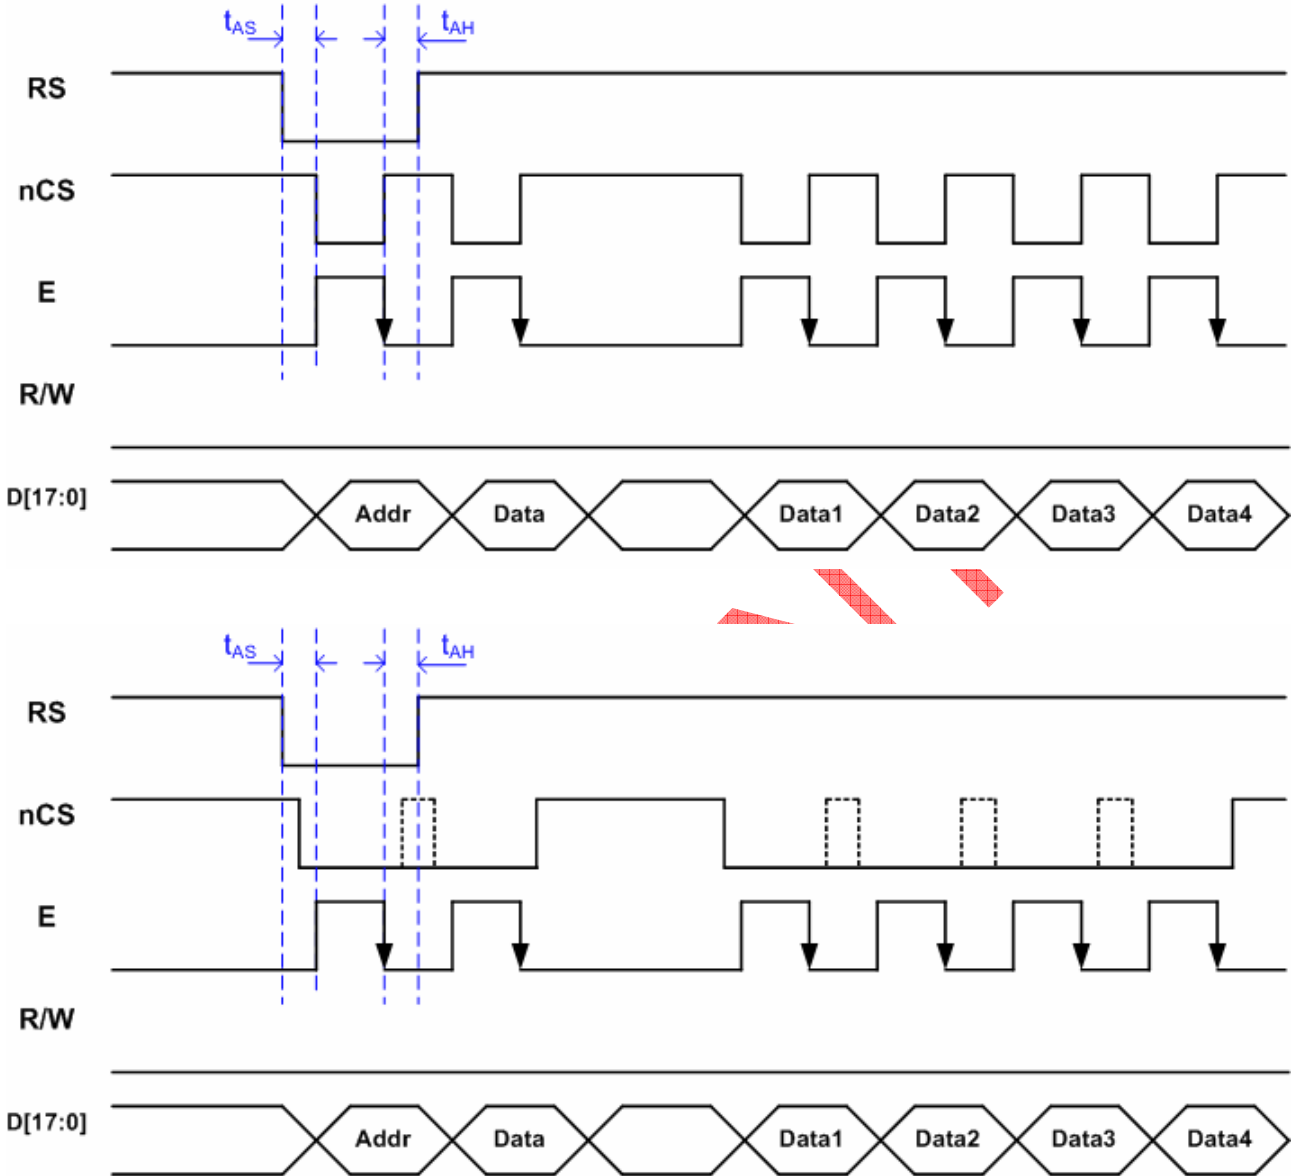 tAS tAH
RS
nCS
E
R/W
D[17:0] Addr Data Data1 Data2 Data3 Data4
tAS tAH
RS
nCS
E
R/W
D[17:0] Addr Data Data1 Data2 Data3 Data4